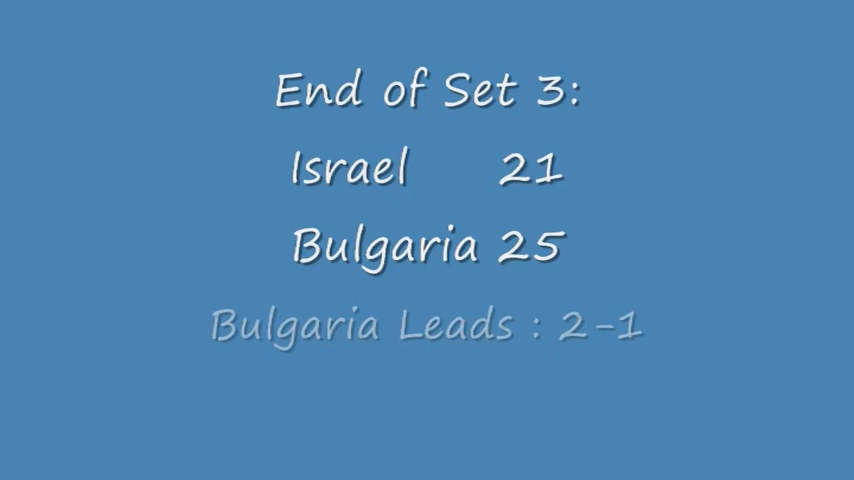 End of Set 3:
Israel 21
Bulgaria 25
Bulgaria Leads : 2-1